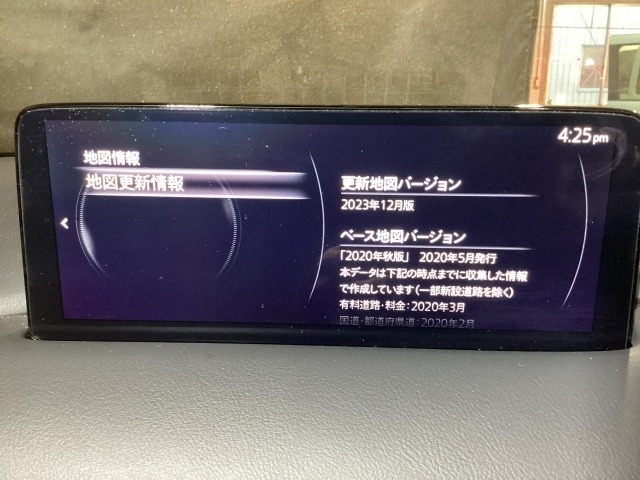 4:25pm
地図情報
地図更新情報
更新地図バージョン
2023年12月版
ベース地図バージョン
「2020年秋版」 2020年5月発行
本データは下記の時点までに収集した情報
で作成しています(一部新設道路を除く)
有料道路・料金:2020年3月
国道・都道府県道:2020年2月